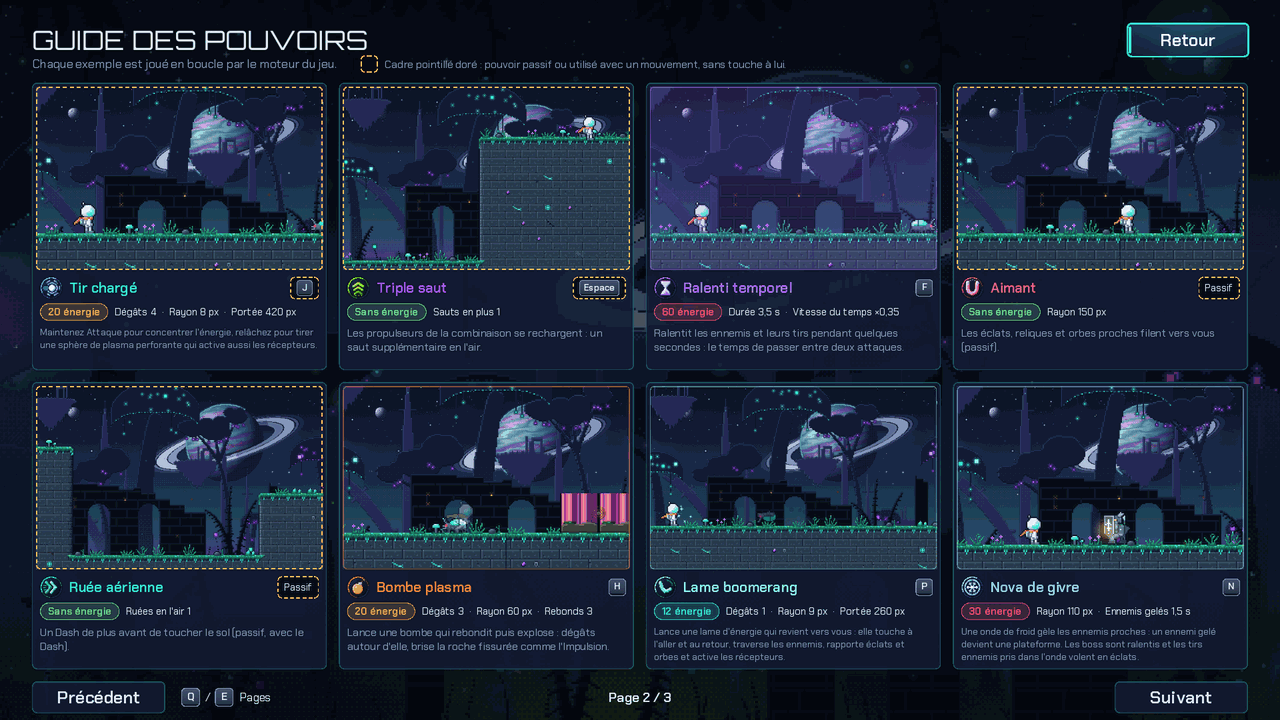 GUIDE DES POUVOIRS
Retour
Chaque exemple est joué en boucle par le moteur du jeu.
Cadre pointillé doré : pouvoir passif ou utilisé avec un mouvement, sans touche à lui.
Tir chargé
J
20 énergie
Dégâts 4 · Rayon 8 px · Portée 420 px
Maintenez Attaque pour concentrer l'énergie, relâchez pour tirer
une sphère de plasma perforante qui active aussi les récepteurs.
Triple saut
Espace
Sans énergie
Sauts en plus 1
Les propulseurs de la combinaison se rechargent : un
saut supplémentaire en l'air.
Ralenti temporel
F
60 énergie
Durée 3,5 s · Vitesse du temps ×0,35
Ralentit les ennemis et leurs tirs pendant quelques
secondes : le temps de passer entre deux attaques.
Aimant
Passif
Sans énergie
Rayon 150 px
Les éclats, reliques et orbes proches filent vers vous
(passif).
Ruée aérienne
Passif
Sans énergie
Ruées en l'air 1
Un Dash de plus avant de toucher le sol (passif, avec le
Dash).
Bombe plasma
H
20 énergie
Dégâts 3 · Rayon 60 px · Rebonds 3
Lance une bombe qui rebondit puis explose : dégâts
autour d'elle, brise la roche fissurée comme l'Impulsion.
Lame boomerang
P
12 énergie
Dégâts 1 · Rayon 9 px · Portée 260 px
Lance une lame d'énergie qui revient vers vous : elle touche à
l'aller et au retour, traverse les ennemis, rapporte éclats et
orbes et active les récepteurs.
Nova de givre
N
30 énergie
Rayon 110 px · Ennemis gelés 1,5 s
Une onde de froid gèle les ennemis proches : un ennemi gelé
devient une plateforme. Les boss sont ralentis et les tirs
ennemis pris dans l'onde volent en éclats.
Précédent
Q / E Pages
Page 2 / 3
Suivant